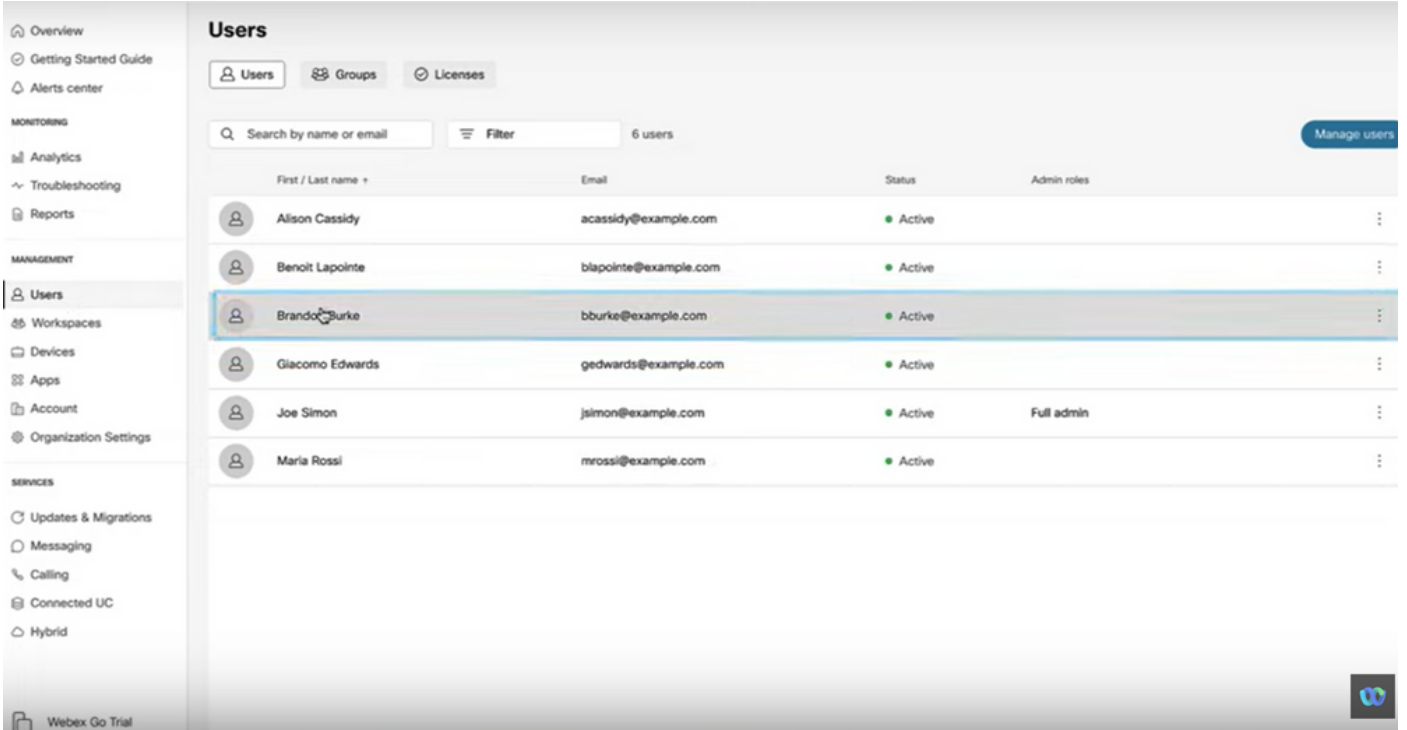 Overview
Getting Started Guide
Alerts center
MONITORING
Analytics
Troubleshooting
Reports
MANAGEMENT
Users
Workspaces
Devices
Apps
Account
Organization Settings
SERVICES
Updates & Migrations
Messaging
Calling
Connected UC
Hybrid
Webex Go Trial
Users
Users Groups Licenses
Search by name or email Filter 6 users Manage users
First / Last name Email Status Admin roles
Alison Cassidy acassidy@example.com Active
Benoit Lapointe blapointe@example.com Active
Brandon Burke bburke@example.com Active
Giacomo Edwards gedwards@example.com Active
Joe Simon jsimon@example.com Active Full admin
Maria Rossi mrossi@example.com Active